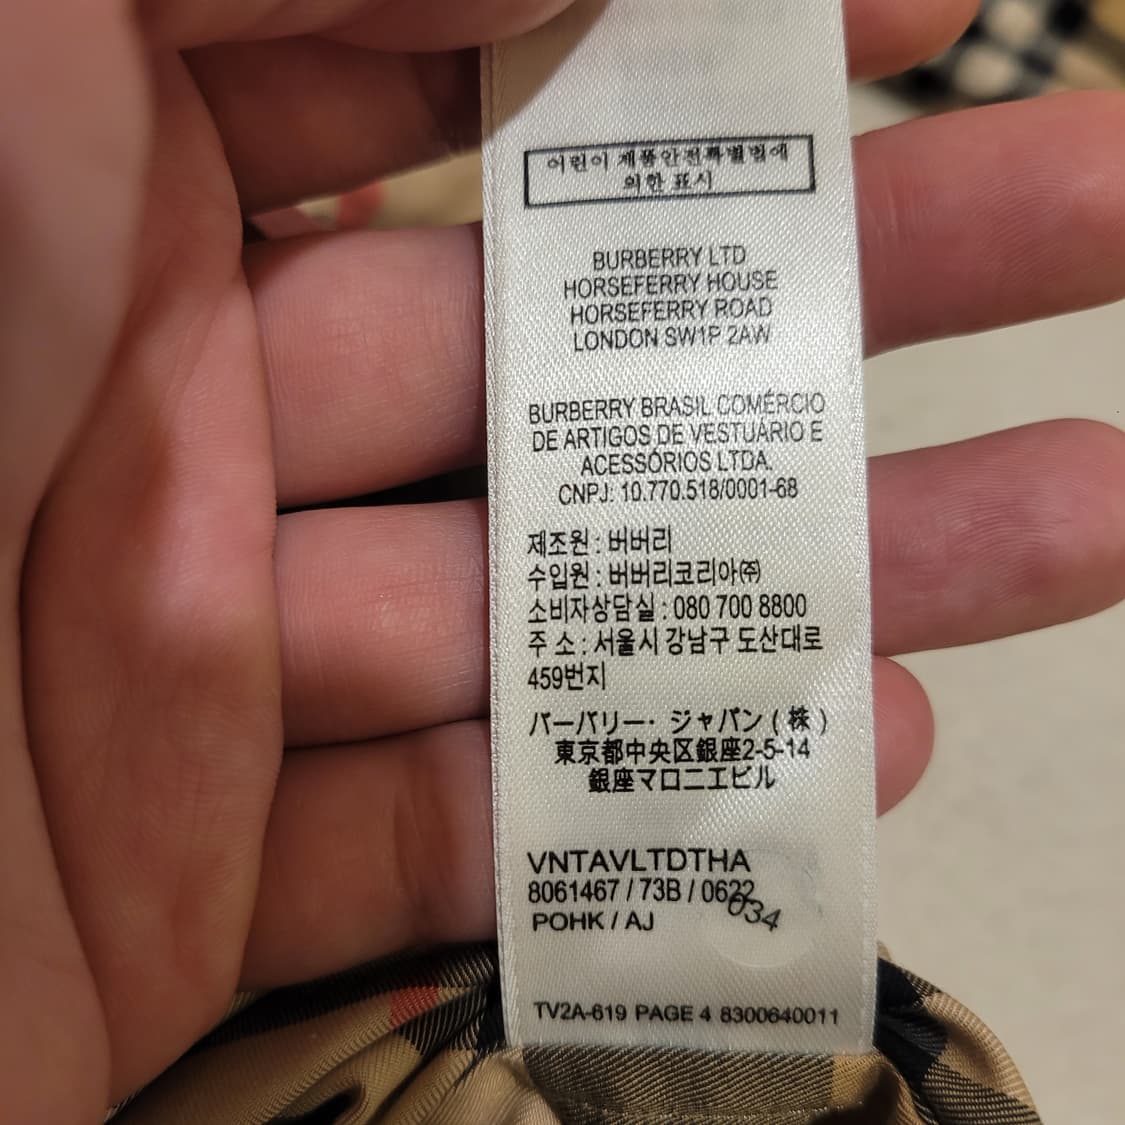 어린이 제품안전특별법에
의한 표시
BURBERRY LTD
HORSEFERRY HOUSE
HORSEFERRY ROAD
LONDON SW1P 2AW
BURBERRY BRASIL COMÉRCIO
DE ARTIGOS DE VESTUÁRIO E
ACESSÓRIOS LTDA.
CNPJ: 10.770.518/0001-68
제조원 : 버버리
수입원 : 버버리코리아㈜
소비자상담실 : 080 700 8800
주 소 : 서울시 강남구 도산대로
459번지
バーバリー・ジャパン ( 株 )
東京都中央区銀座2-5-14
銀座マロニエビル
VNTAVLTDTHA
8061467 / 73B / 0622
034
POHK / AJ
TV2A-619 PAGE 4 8300640011